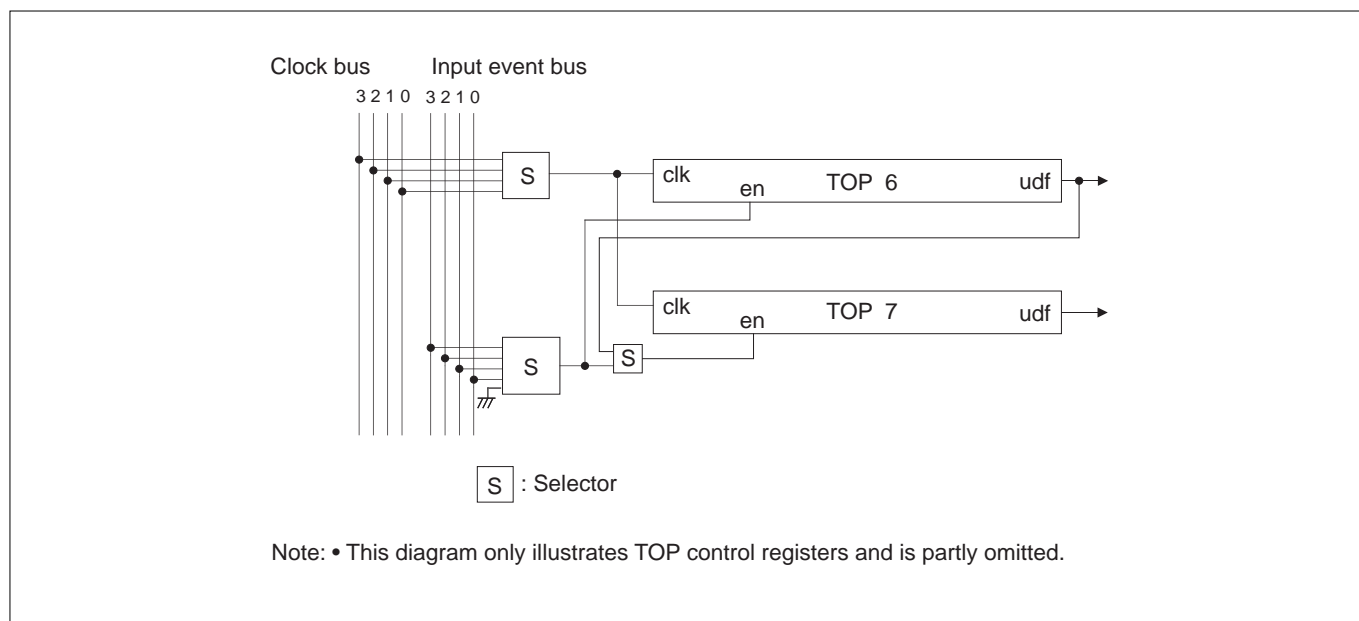 Clock bus Input event bus
3 2 1 0 3 2 1 0
S
clk en TOP 6 udf
clk en TOP 7 udf
S
S
S : Selector
Note: • This diagram only illustrates TOP control registers and is partly omitted.